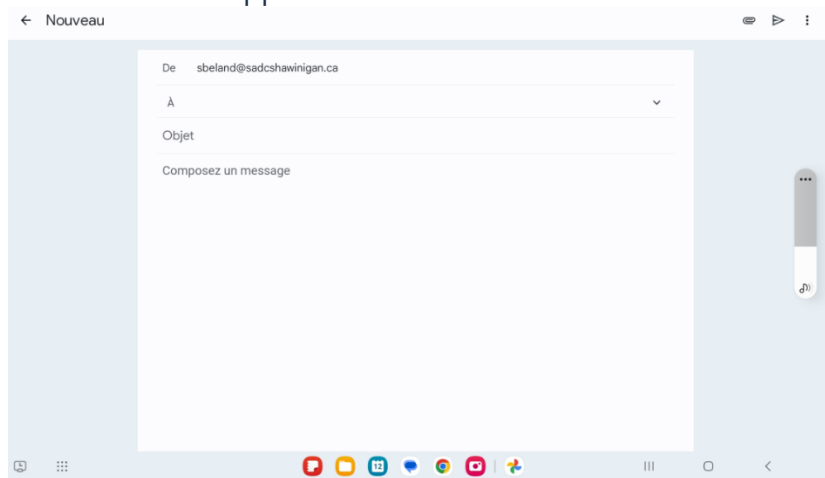 Nouveau
De sbeland@sadcshawinigan.ca
À
Objet
Composez un message
12